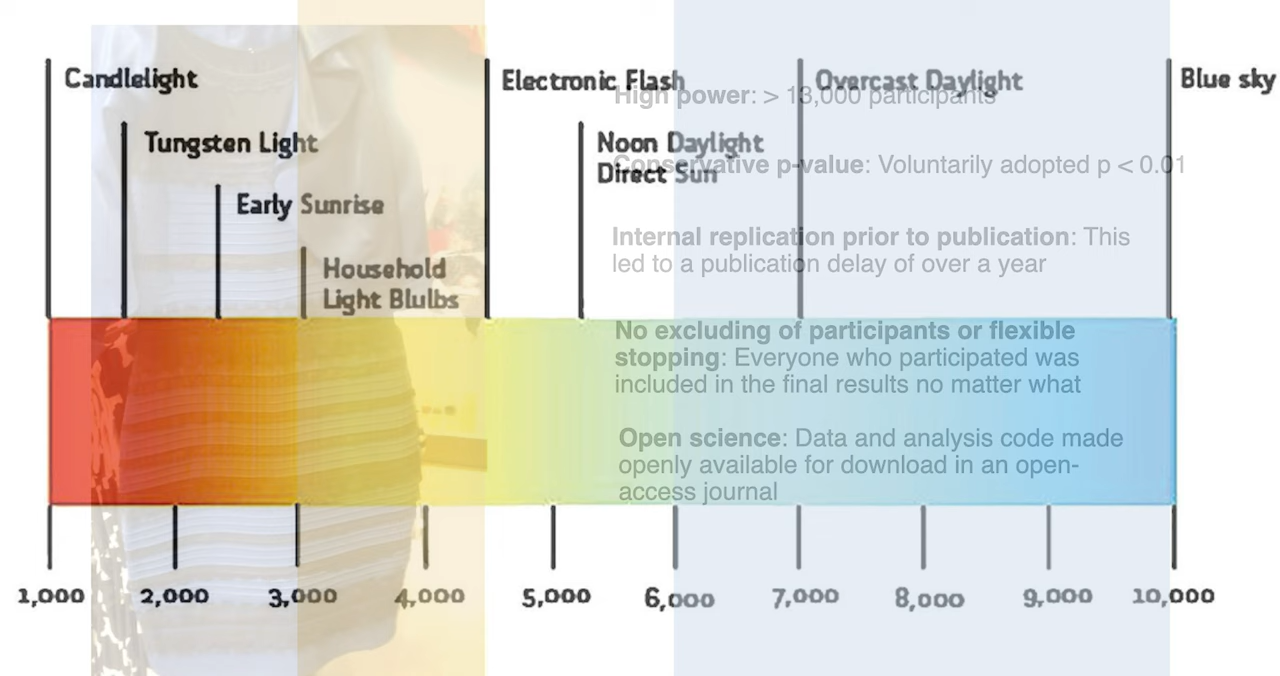 Candlelight
Electronic Flash
Overcast Daylight
Blue sky
High power: > 13,000 participants
Tungsten Light
Noon Daylight
Direct Sun
Conservative p-value: Voluntarily adopted p < 0.01
Early Sunrise
Internal replication prior to publication: This
led to a publication delay of over a year
Household
Light Blulbs
No excluding of participants or flexible
stopping: Everyone who participated was
included in the final results no matter what
Open science: Data and analysis code made
openly available for download in an open-
access journal
1,000 2,000 3,000 4,000 5,000 6,000 7,000 8,000 9,000 10,000